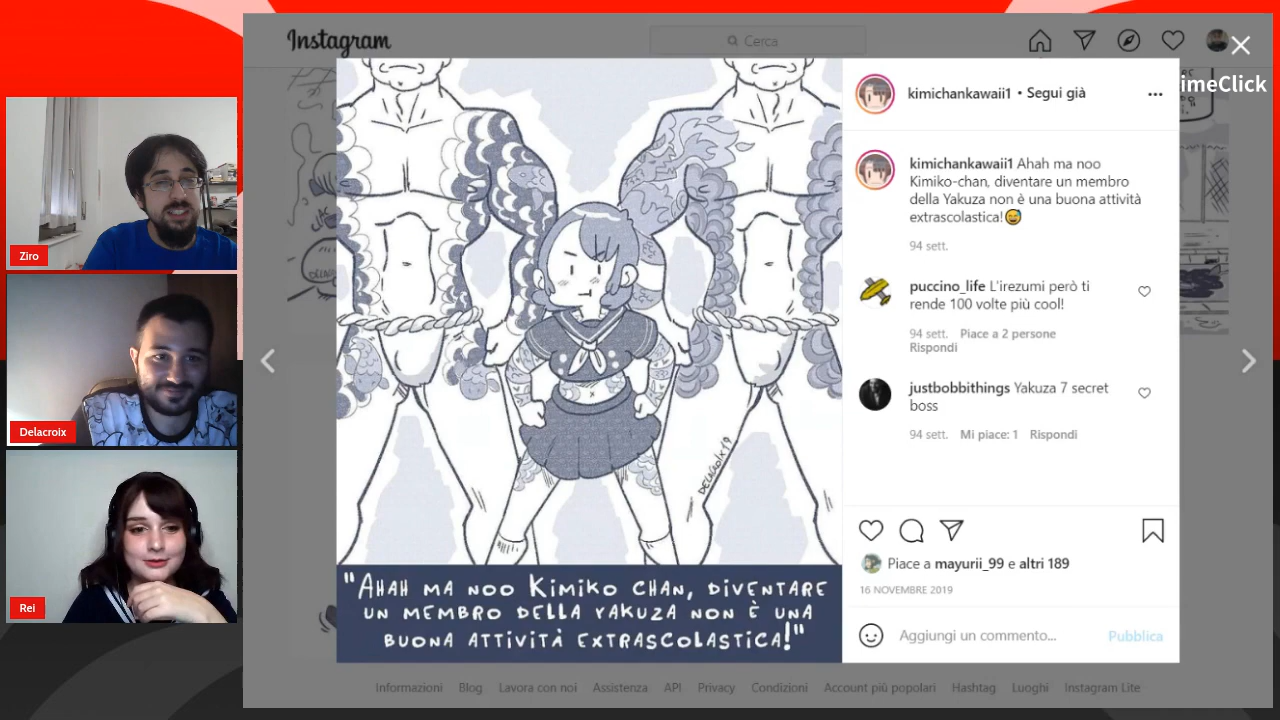 Instagram
Cerca
imeClick
Ziro
Delacroix
Rei
DELACROIX 19
"AHAH MA NOO KIMIKO CHAN, DIVENTARE
UN MEMBRO DELLA YAKUZA NON È UNA
BUONA ATTIVITÀ EXTRASCOLASTICA!"
kimichankawaii1 • Segui già
kimichankawaii1 Ahah ma noo
Kimiko-chan, diventare un membro
della Yakuza non è una buona attività
extrascolastica!😅
94 sett.
puccino_life L'irezumi però ti
rende 100 volte più cool!
94 sett. Piace a 2 persone
Rispondi
justbobbithings Yakuza 7 secret
boss
94 sett. Mi piace: 1 Rispondi
Piace a mayurii_99 e altri 189
16 NOVEMBRE 2019
Aggiungi un commento... Pubblica
Informazioni Blog Lavora con noi Assistenza API Privacy Condizioni Account più popolari Hashtag Luoghi Instagram Lite